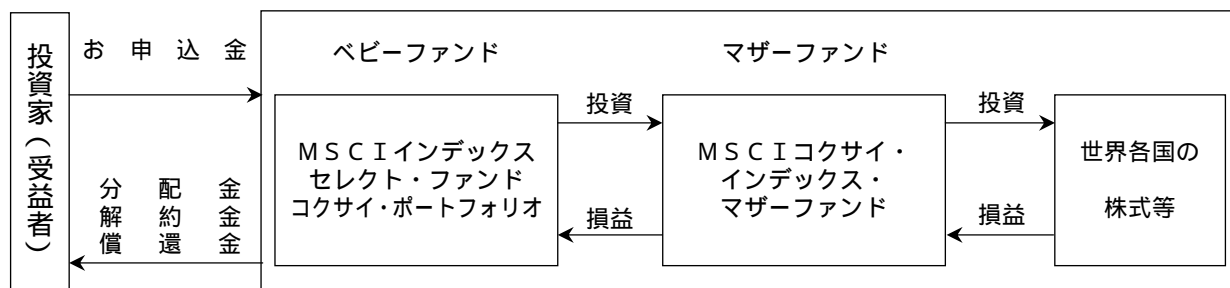 投資家(受益者)
お申込金
分配金
解約金
償還金
ベビーファンド
MSCIインデックス
セレクト・ファンド
コクサイ・ポートフォリオ
投資
損益
マザーファンド
MSCIコクサイ・
インデックス・
マザーファンド
投資
損益
世界各国の
株式等